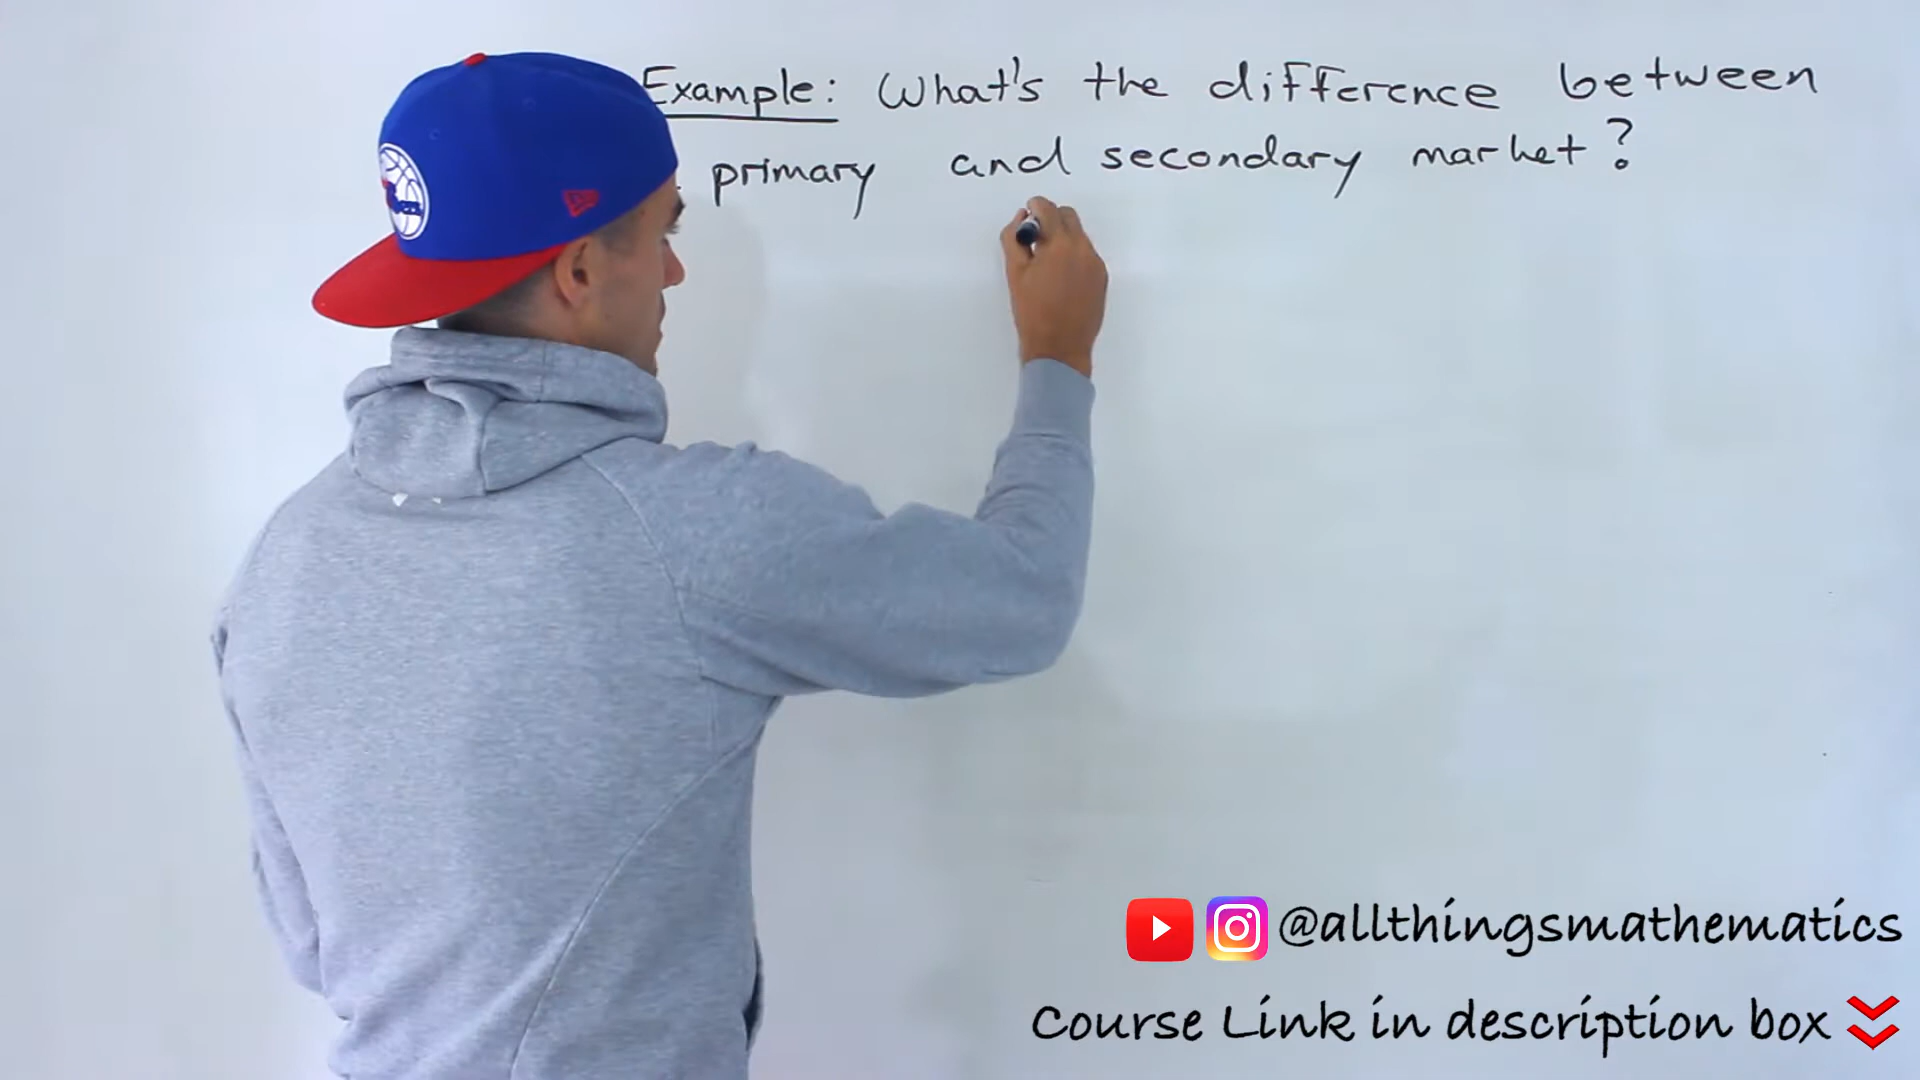 Example: What's the difference between
primary and secondary market?
@allthingsmathematics
Course Link in description box